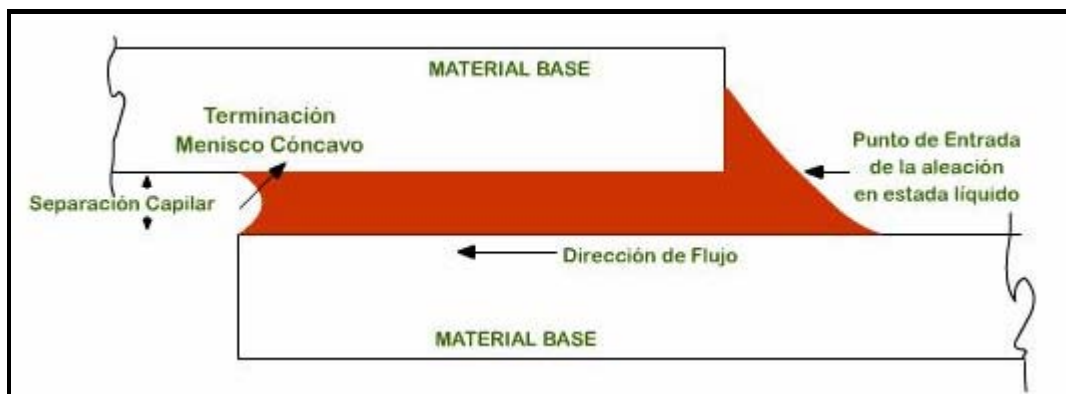 MATERIAL BASE
Terminación
Menisco Cóncavo
Punto de Entrada
de la aleación
en estada líquido
Separación Capilar
Dirección de Flujo
MATERIAL BASE